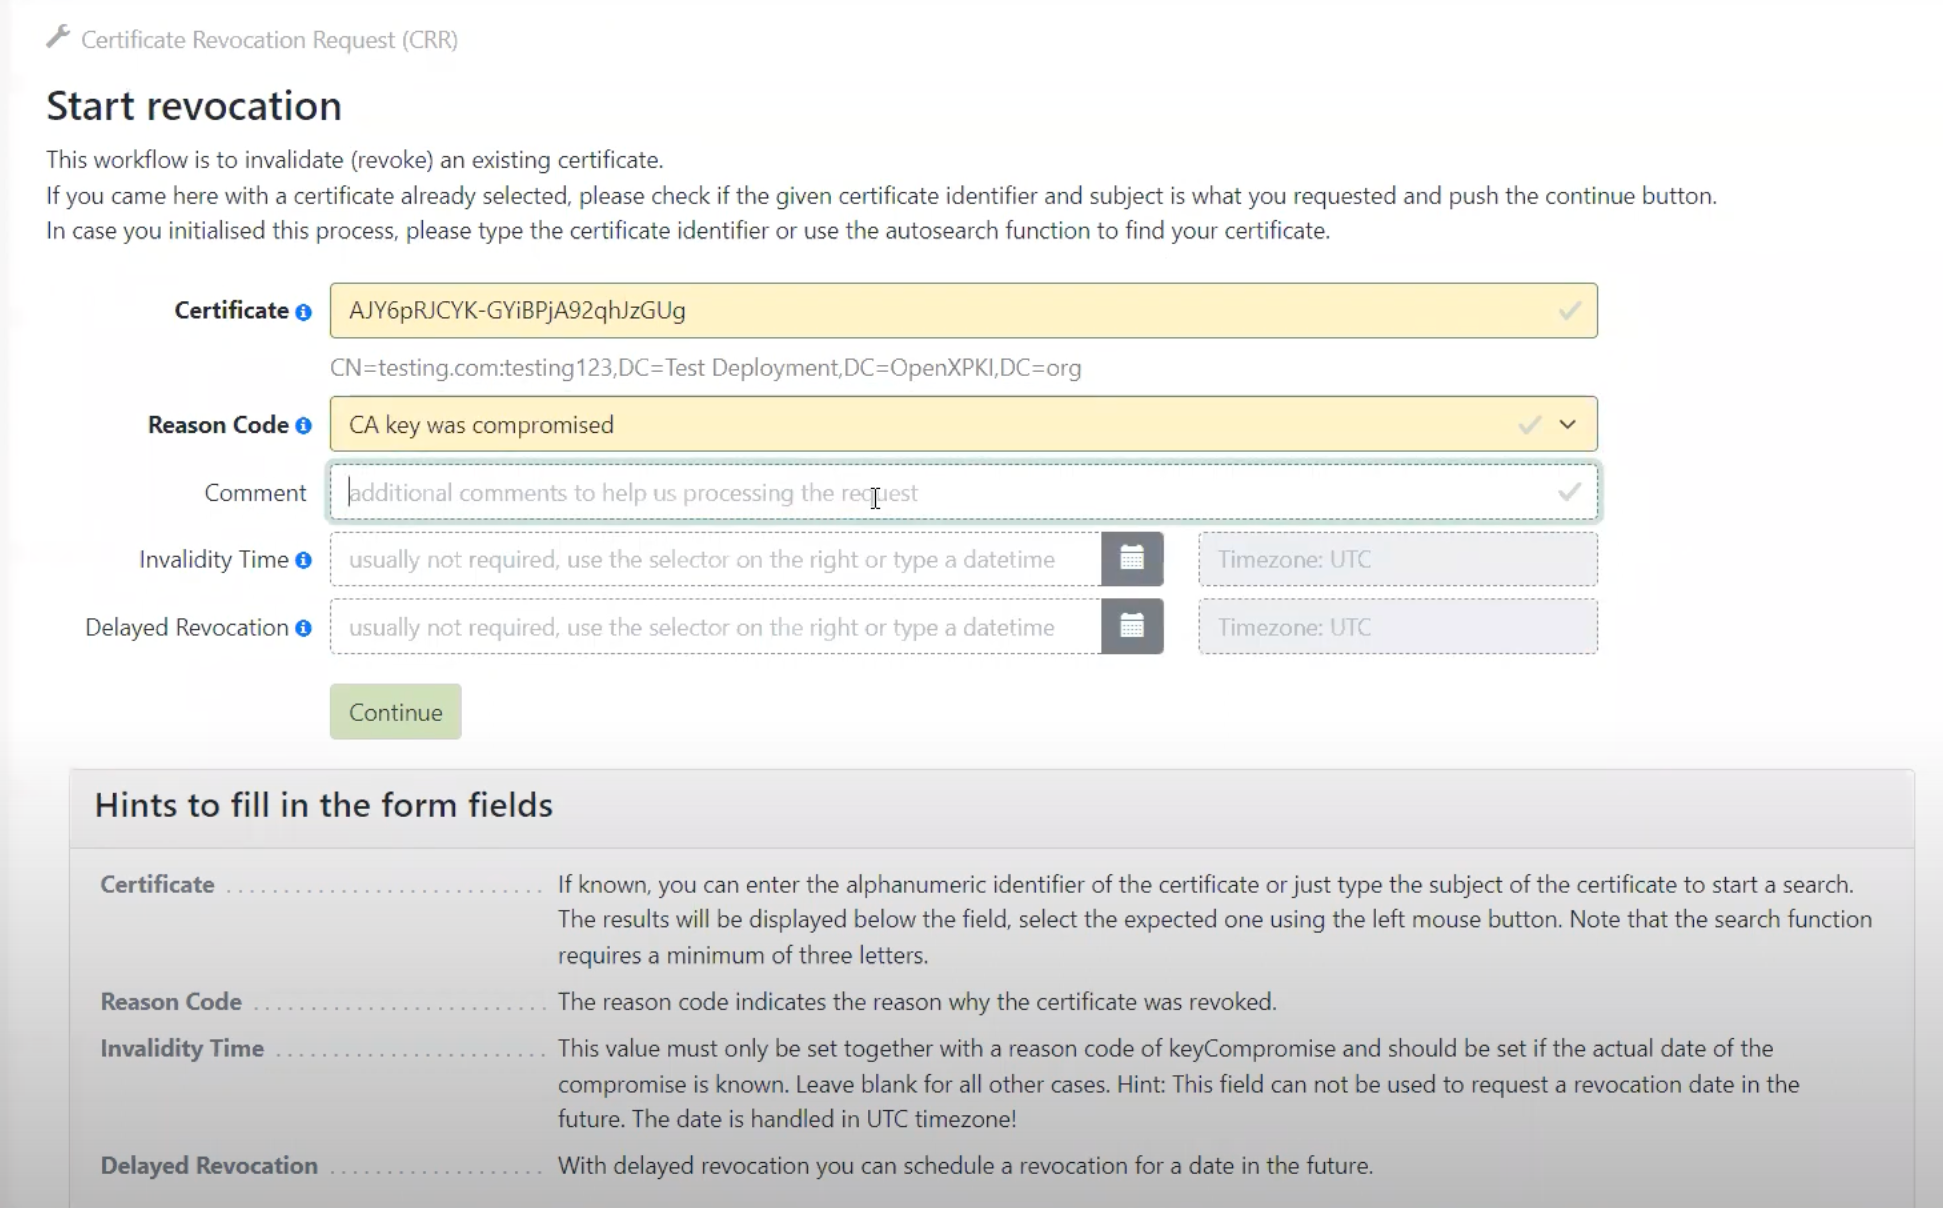 Certificate Revocation Request (CRR)
Start revocation
This workflow is to invalidate (revoke) an existing certificate.
If you came here with a certificate already selected, please check if the given certificate identifier and subject is what you requested and push the continue button.
In case you initialised this process, please type the certificate identifier or use the autosearch function to find your certificate.
Certificate AJY6pRJCYK-GYiBPjA92qhJzGUg
CN=testing.com:testing123,DC=Test Deployment,DC=OpenXPKI,DC=org
Reason Code CA key was compromised
Comment additional comments to help us processing the request
Invalidity Time usually not required, use the selector on the right or type a datetime Timezone: UTC
Delayed Revocation usually not required, use the selector on the right or type a datetime Timezone: UTC
Continue
Hints to fill in the form fields
Certificate If known, you can enter the alphanumeric identifier of the certificate or just type the subject of the certificate to start a search.
The results will be displayed below the field, select the expected one using the left mouse button. Note that the search function
requires a minimum of three letters.
Reason Code The reason code indicates the reason why the certificate was revoked.
Invalidity Time This value must only be set together with a reason code of keyCompromise and should be set if the actual date of the
compromise is known. Leave blank for all other cases. Hint: This field can not be used to request a revocation date in the
future. The date is handled in UTC timezone!
Delayed Revocation With delayed revocation you can schedule a revocation for a date in the future.